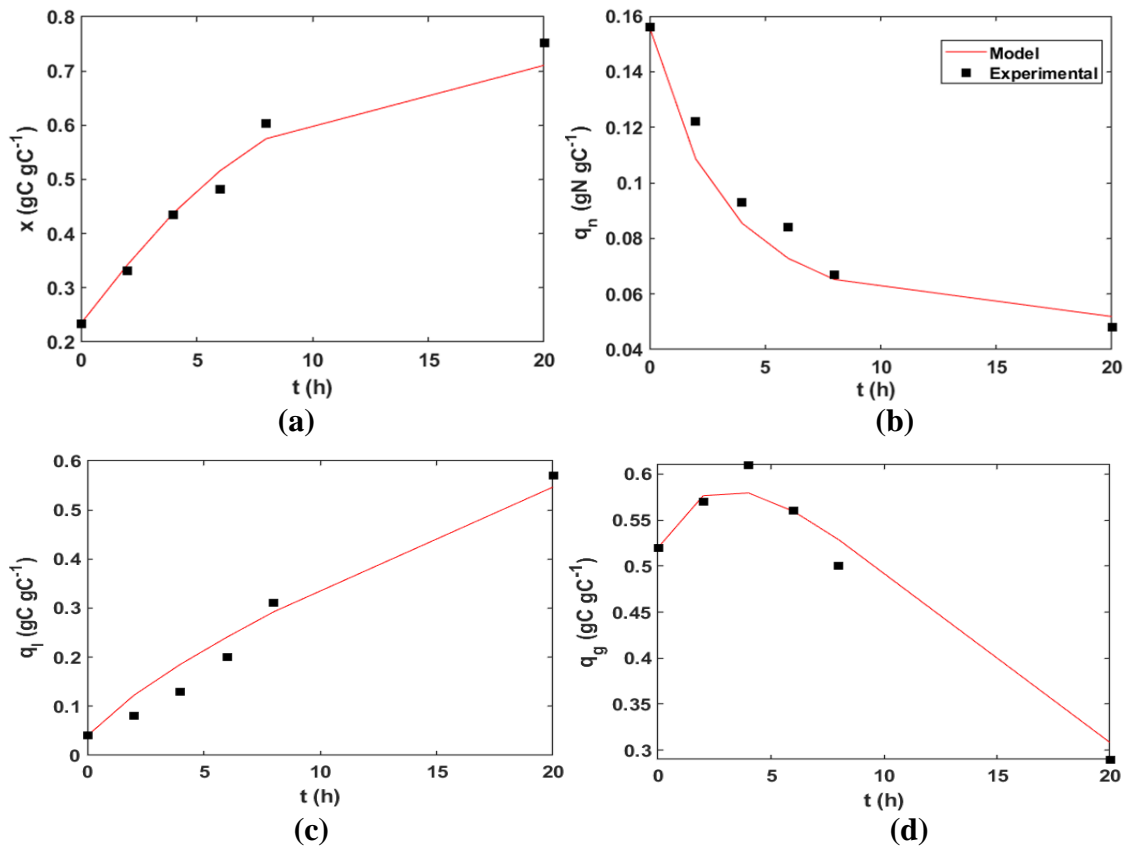 0.8
0.7
0.6
0.5
0.4
0.3
0.2
x (gC gC⁻¹)
0 5 10 15 20
t (h)
(a)
0.16
0.14
0.12
0.1
0.08
0.06
0.04
qₙ (gN gC⁻¹)
Model
Experimental
0 5 10 15 20
t (h)
(b)
0.6
0.5
0.4
0.3
0.2
0.1
0
qₗ (gC gC⁻¹)
0 5 10 15 20
t (h)
(c)
0.6
0.55
0.5
0.45
0.4
0.35
0.3
q_g (gC gC⁻¹)
0 5 10 15 20
t (h)
(d)